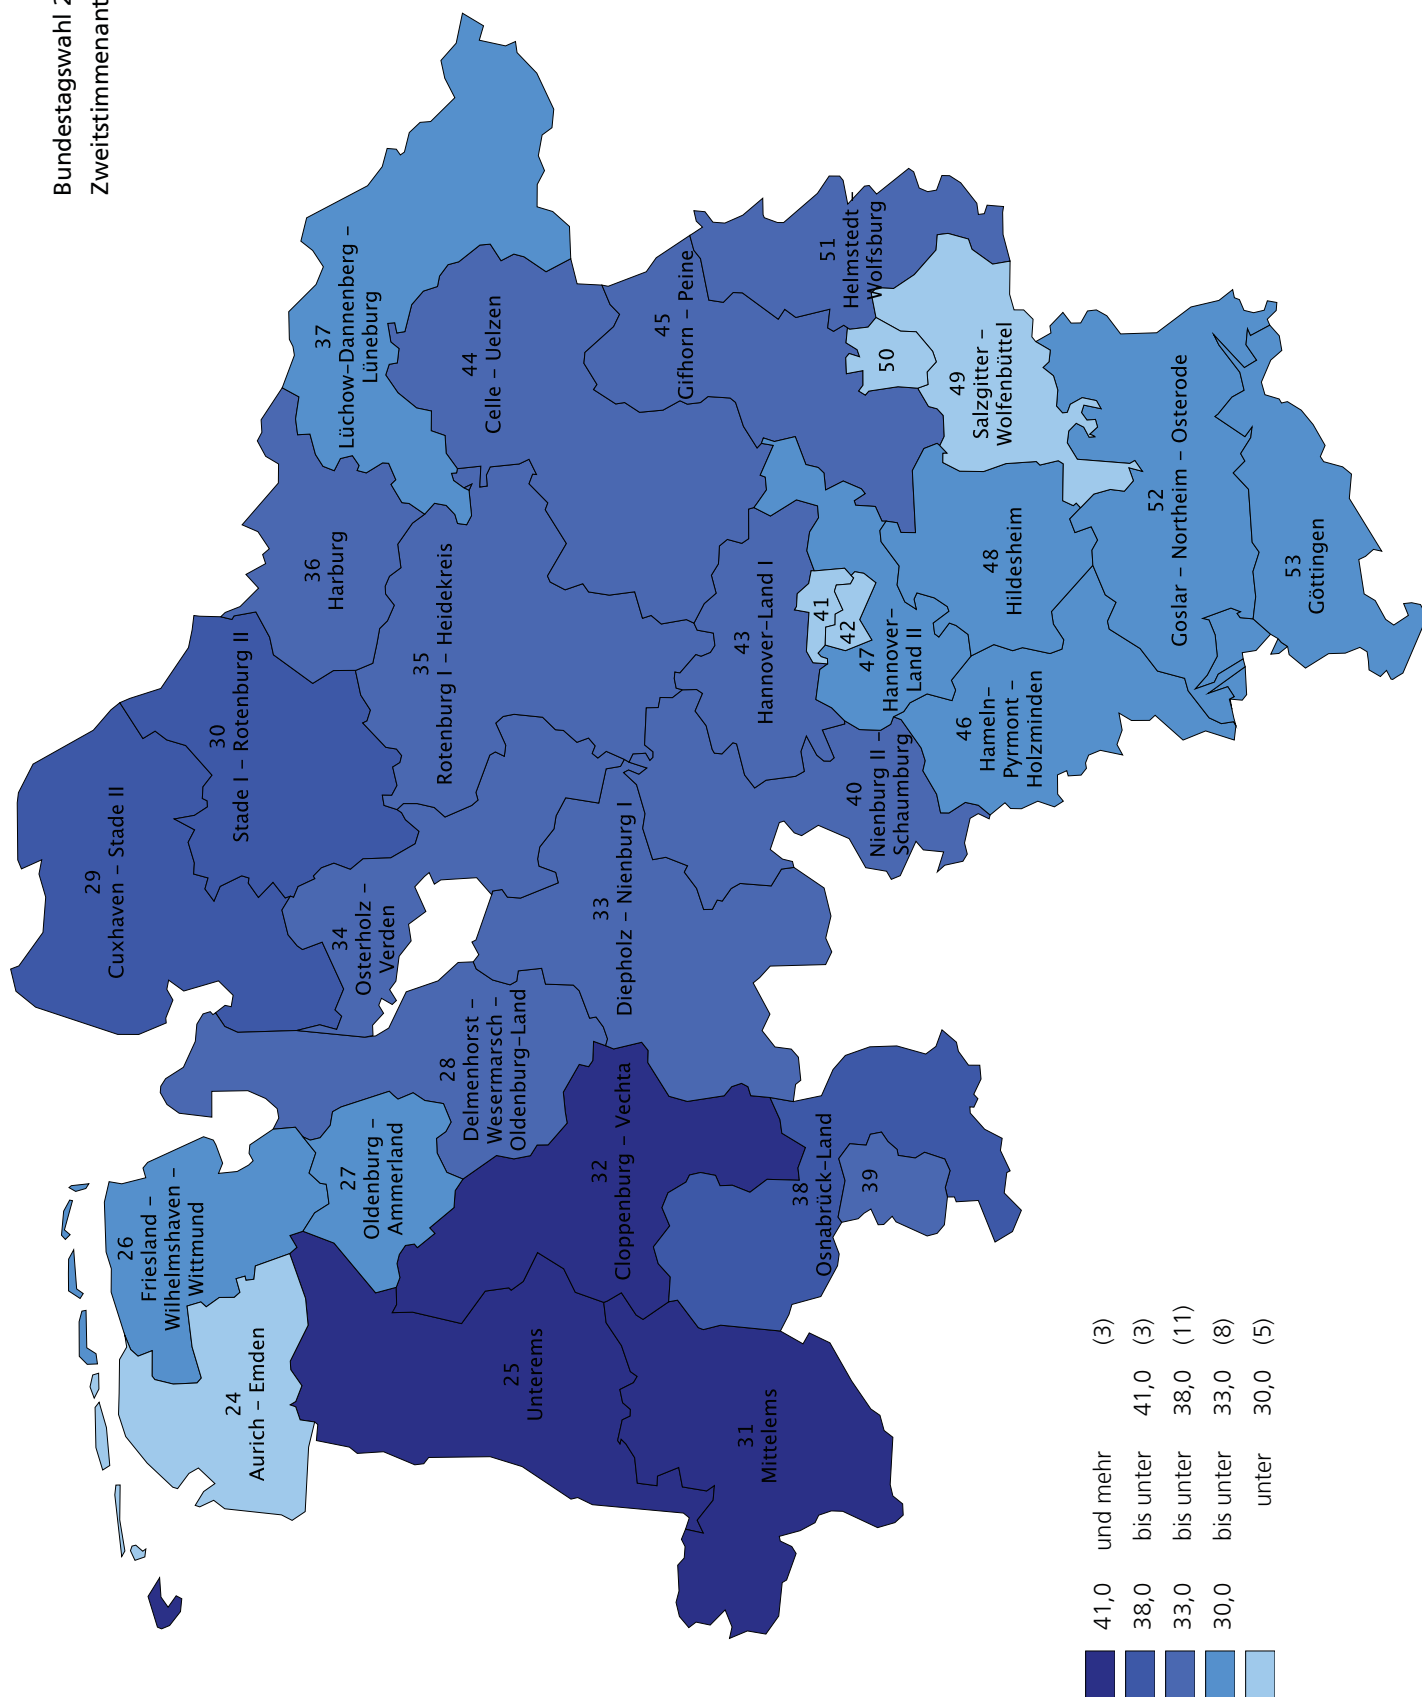 Bundestagswahl 2
Zweitstimmenant
24
Aurich – Emden
25
Unterems
26
Friesland –
Wilhelmshaven –
Wittmund
27
Oldenburg –
Ammerland
28
Delmenhorst –
Wesermarsch –
Oldenburg–Land
29
Cuxhaven – Stade II
30
Stade I – Rotenburg II
31
Mittelems
32
Cloppenburg – Vechta
33
Diepholz – Nienburg I
34
Osterholz –
Verden
35
Rotenburg I – Heidekreis
36
Harburg
37
Lüchow–Dannenberg –
Lüneburg
38
Osnabrück–Land
39
40
Nienburg II –
Schaumburg
41
42
43
Hannover–Land I
44
Celle – Uelzen
45
Gifhorn – Peine
46
Hameln–
Pyrmont –
Holzminden
47
Hannover–
Land II
48
Hildesheim
49
Salzgitter –
Wolfenbüttel
50
51
Helmstedt –
Wolfsburg
52
Goslar – Northeim – Osterode
53
Göttingen
41,0 und mehr (3)
38,0 bis unter 41,0 (3)
33,0 bis unter 38,0 (11)
30,0 bis unter 33,0 (8)
unter 30,0 (5)